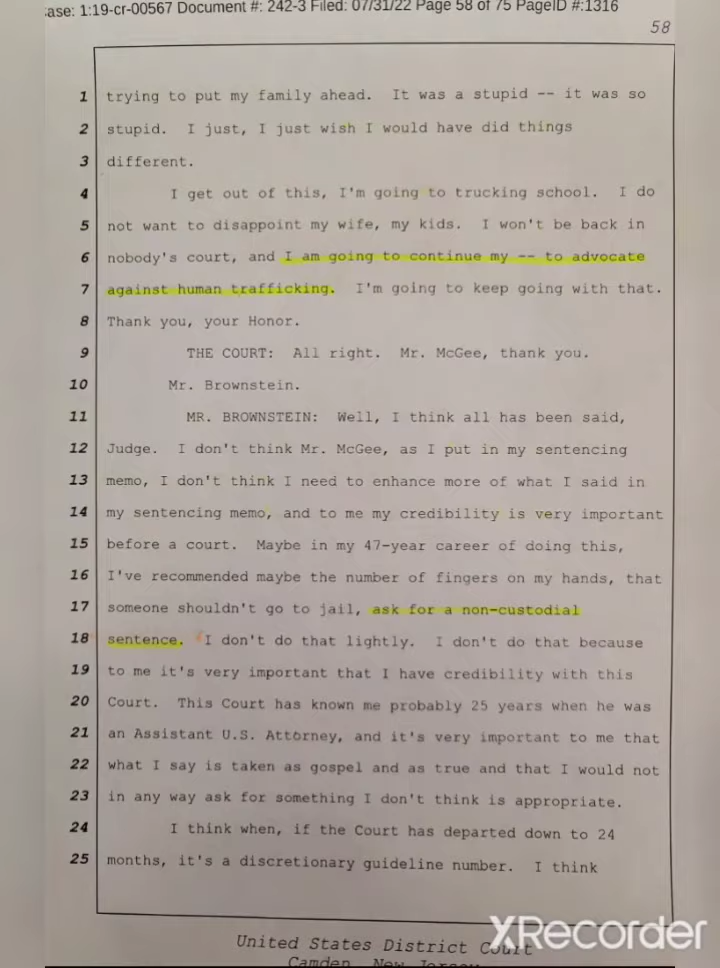 ase: 1:19-cr-00567 Document #: 242-3 Filed: 07/31/22 Page 58 of 75 PageID #:1316
58
1 trying to put my family ahead. It was a stupid -- it was so
2 stupid. I just, I just wish I would have did things
3 different.
4 I get out of this, I'm going to trucking school. I do
5 not want to disappoint my wife, my kids. I won't be back in
6 nobody's court, and I am going to continue my -- to advocate
7 against human trafficking. I'm going to keep going with that.
8 Thank you, your Honor.
9 THE COURT: All right. Mr. McGee, thank you.
10 Mr. Brownstein.
11 MR. BROWNSTEIN: Well, I think all has been said,
12 Judge. I don't think Mr. McGee, as I put in my sentencing
13 memo, I don't think I need to enhance more of what I said in
14 my sentencing memo, and to me my credibility is very important
15 before a court. Maybe in my 47-year career of doing this,
16 I've recommended maybe the number of fingers on my hands, that
17 someone shouldn't go to jail, ask for a non-custodial
18 sentence. I don't do that lightly. I don't do that because
19 to me it's very important that I have credibility with this
20 Court. This Court has known me probably 25 years when he was
21 an Assistant U.S. Attorney, and it's very important to me that
22 what I say is taken as gospel and as true and that I would not
23 in any way ask for something I don't think is appropriate.
24 I think when, if the Court has departed down to 24
25 months, it's a discretionary guideline number. I think
United States District Court
Camden, New Jersey
XRecorder